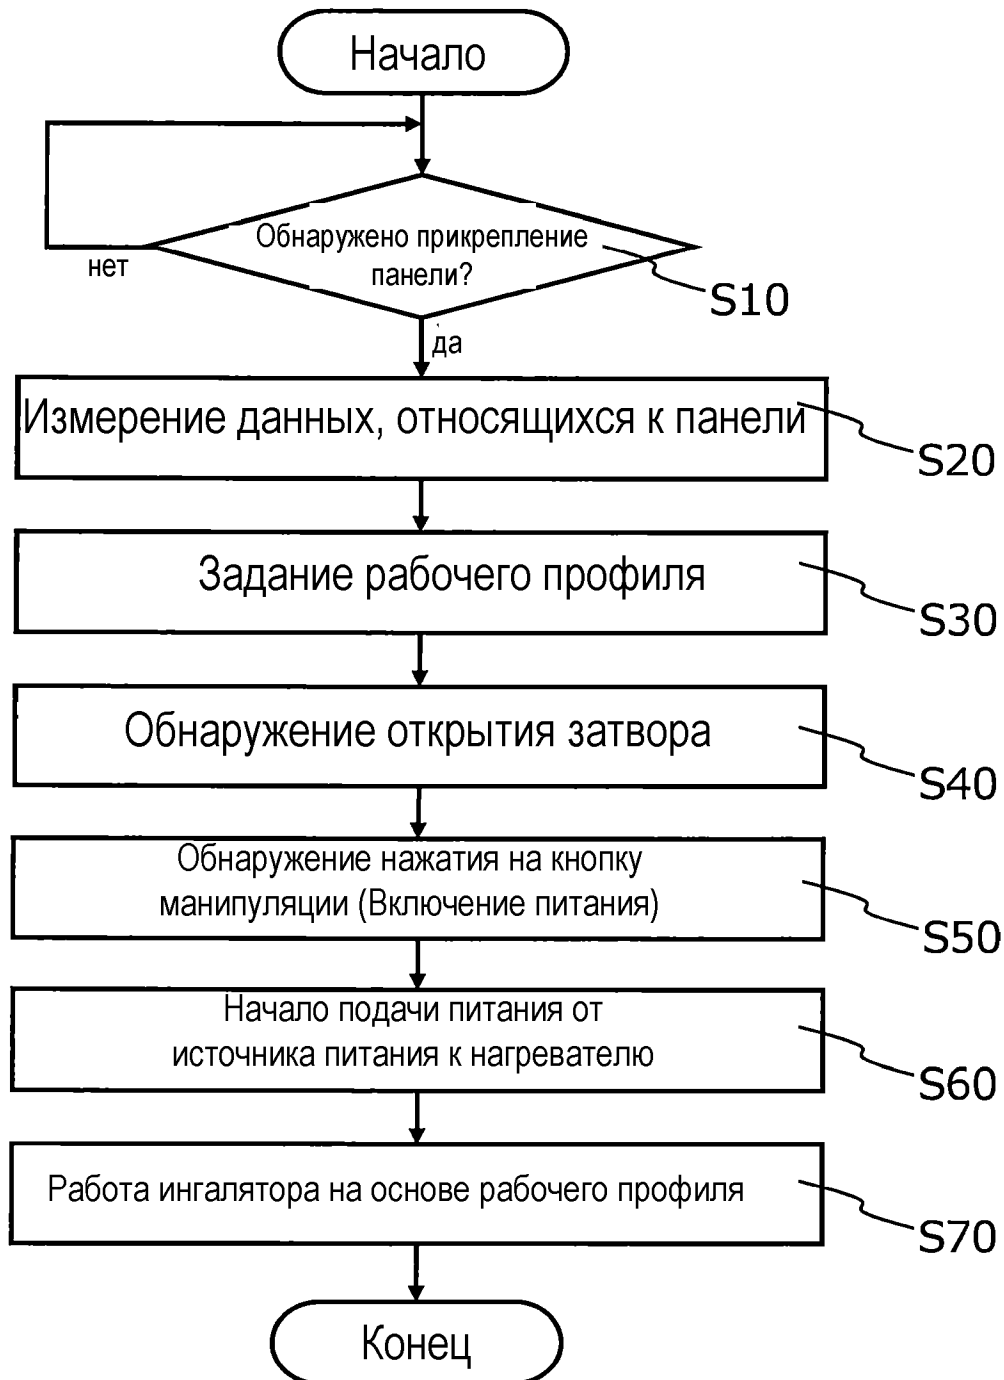 Начало
Обнаружено прикрепление
панели?
нет
S10
да
Измерение данных, относящихся к панели
S20
Задание рабочего профиля
S30
Обнаружение открытия затвора
S40
Обнаружение нажатия на кнопку
манипуляции (Включение питания)
S50
Начало подачи питания от
источника питания к нагревателю
S60
Работа ингалятора на основе рабочего профиля
S70
Конец